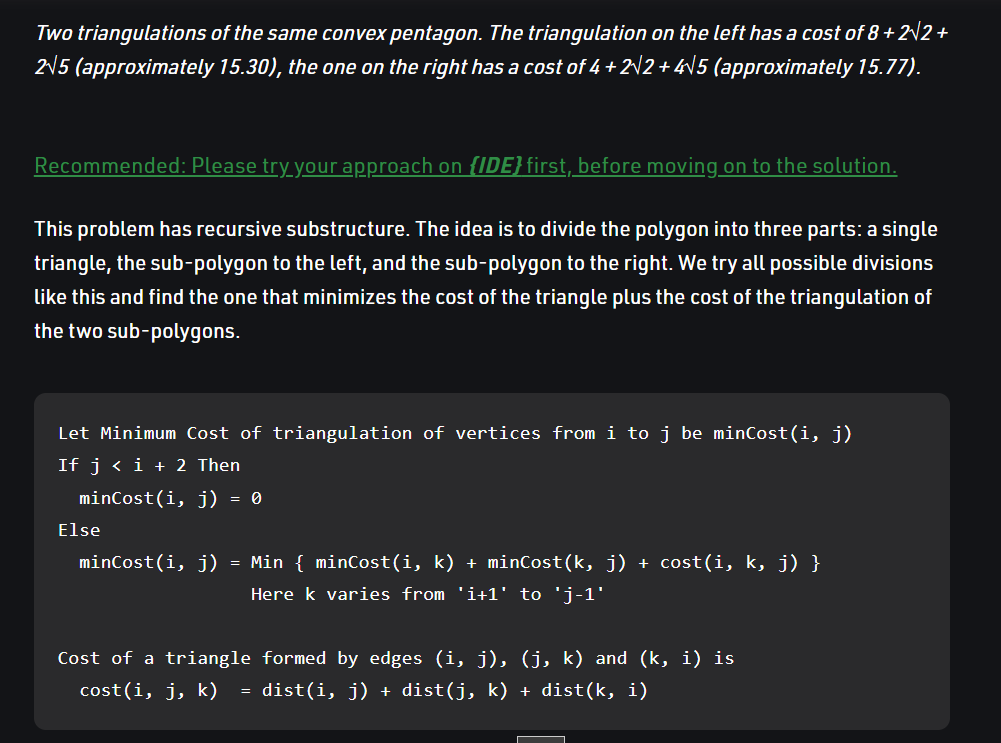 Two triangulations of the same convex pentagon. The triangulation on the left has a cost of 8 + 2√2 +
2√5 (approximately 15.30), the one on the right has a cost of 4 + 2√2 + 4√5 (approximately 15.77).
Recommended: Please try your approach on {IDE} first, before moving on to the solution.
This problem has recursive substructure. The idea is to divide the polygon into three parts: a single
triangle, the sub-polygon to the left, and the sub-polygon to the right. We try all possible divisions
like this and find the one that minimizes the cost of the triangle plus the cost of the triangulation of
the two sub-polygons.
Let Minimum Cost of triangulation of vertices from i to j be minCost(i, j)
If j < i + 2 Then
  minCost(i, j) = 0
Else
  minCost(i, j) = Min { minCost(i, k) + minCost(k, j) + cost(i, k, j) }
                  Here k varies from 'i+1' to 'j-1'
Cost of a triangle formed by edges (i, j), (j, k) and (k, i) is
  cost(i, j, k)  = dist(i, j) + dist(j, k) + dist(k, i)